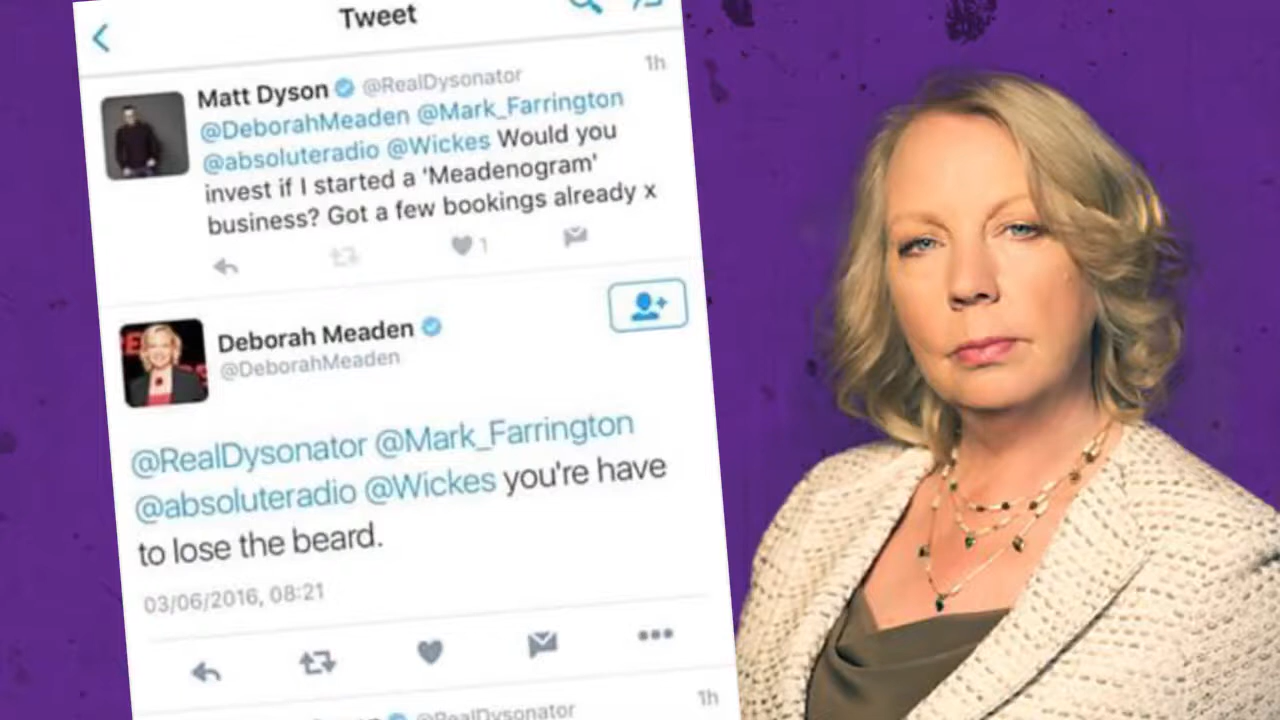 Tweet
Matt Dyson @RealDysonator 1h
@DeborahMeaden @Mark_Farrington
@absoluteradio @Wickes Would you
invest if I started a 'Meadenogram'
business? Got a few bookings already x
1
Deborah Meaden
@DeborahMeaden
@RealDysonator @Mark_Farrington
@absoluteradio @Wickes you're have
to lose the beard.
03/06/2016, 08:21
@RealDysonator 1h